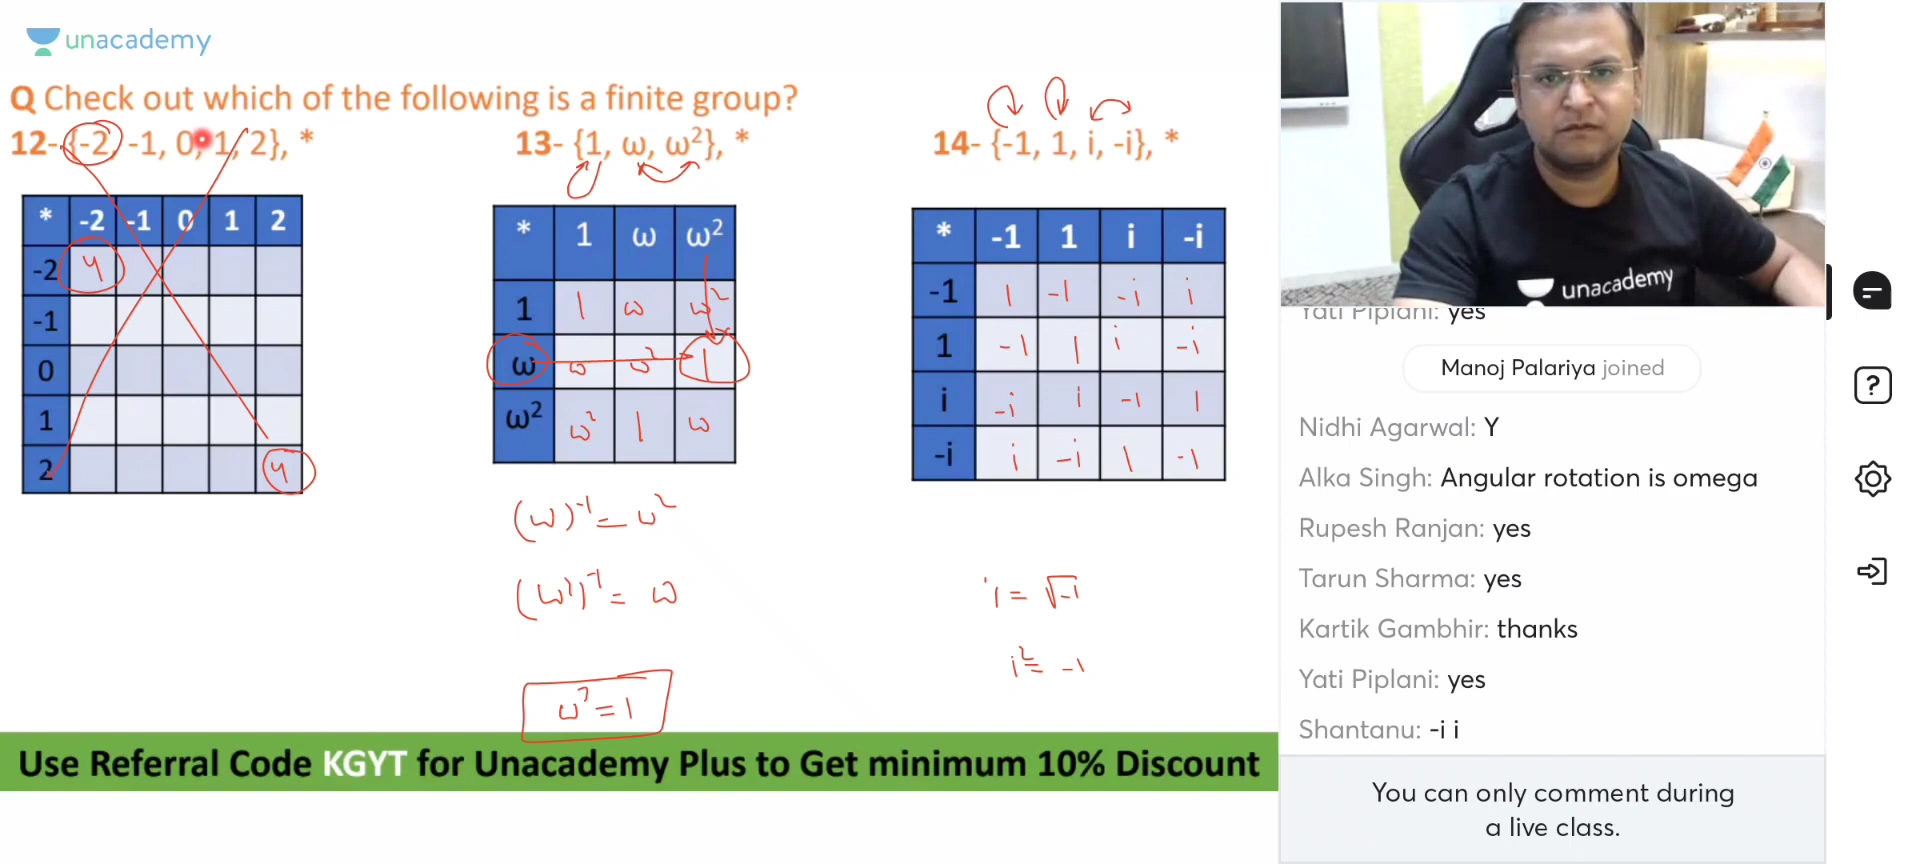 unacademy
Q Check out which of the following is a finite group?
12- {-2, -1, 0, 1, 2}, *
13- {1, ω, ω²}, *
14- {-1, 1, i, -i}, *
* -2 -1 0 1 2
-2 4
-1
0
1
2 4
* 1 ω ω²
1 1 ω ω²
ω ω ω² 1
ω² ω² 1 ω
(ω)⁻¹ = ω²
(ω²)⁻¹ = ω
ω³ = 1
* -1 1 i -i
-1 1 -1 -i i
1 -1 1 i -i
i -i i -1 1
-i i -i 1 -1
i = √-1
i² = -1
Use Referral Code KGYT for Unacademy Plus to Get minimum 10% Discount
unacademy
Yati Piplani: yes
Manoj Palariya joined
Nidhi Agarwal: Y
Alka Singh: Angular rotation is omega
Rupesh Ranjan: yes
Tarun Sharma: yes
Kartik Gambhir: thanks
Yati Piplani: yes
Shantanu: -i i
You can only comment during
a live class.